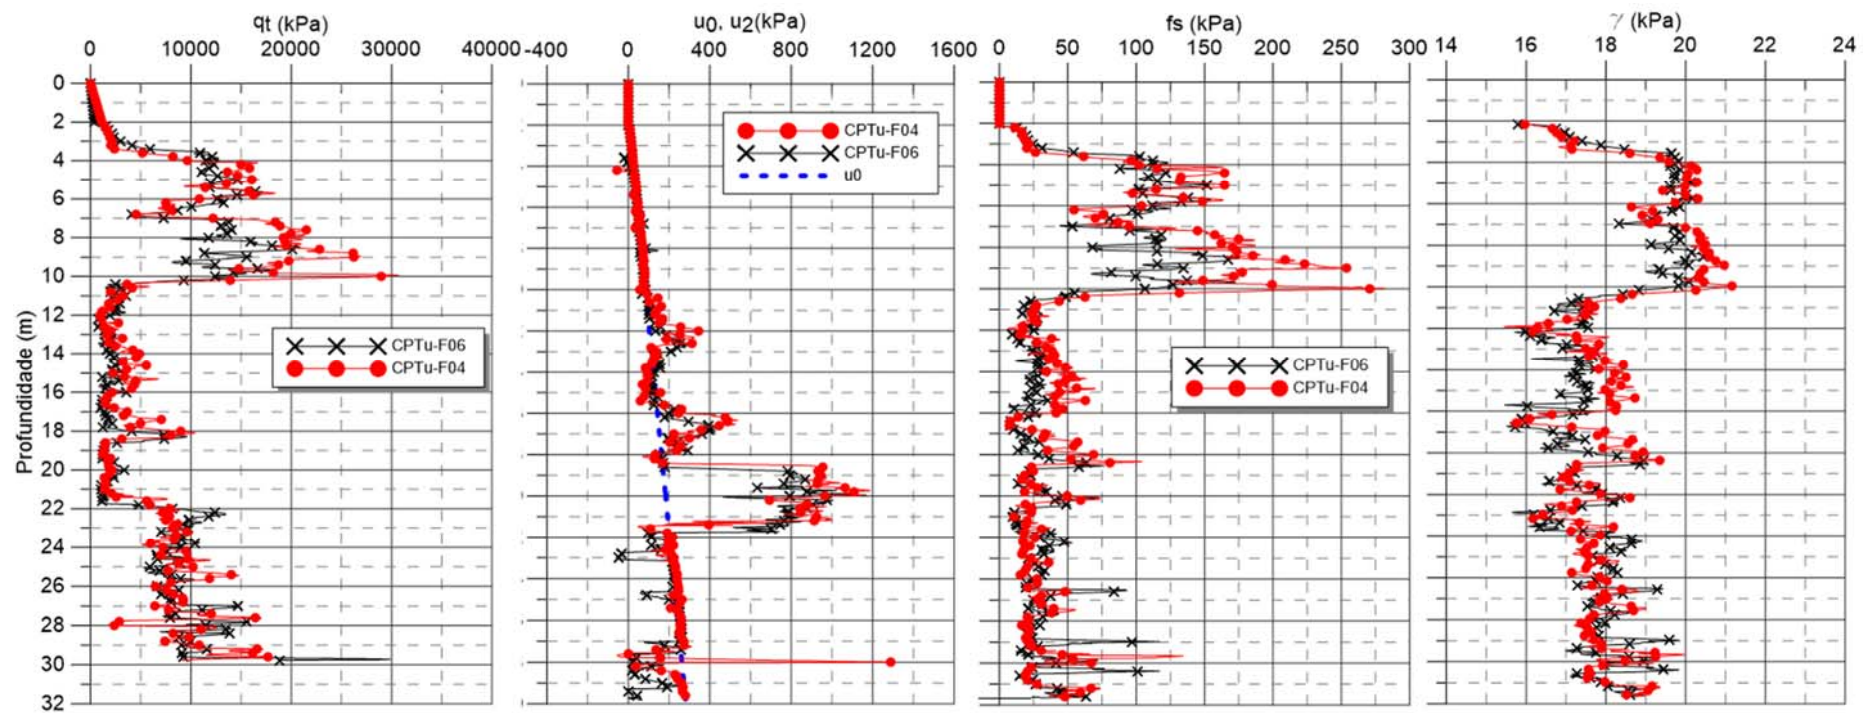 qt (kPa)
0 10000 20000 30000 40000
u0, u2(kPa)
-400 0 400 800 1200 1600
fs (kPa)
0 50 100 150 200 250 300
γ (kPa)
14 16 18 20 22 24
Profundidade (m)
0
2
4
6
8
10
12
14
16
18
20
22
24
26
28
30
32
CPTu-F06
CPTu-F04
CPTu-F04
CPTu-F06
u0
CPTu-F06
CPTu-F04